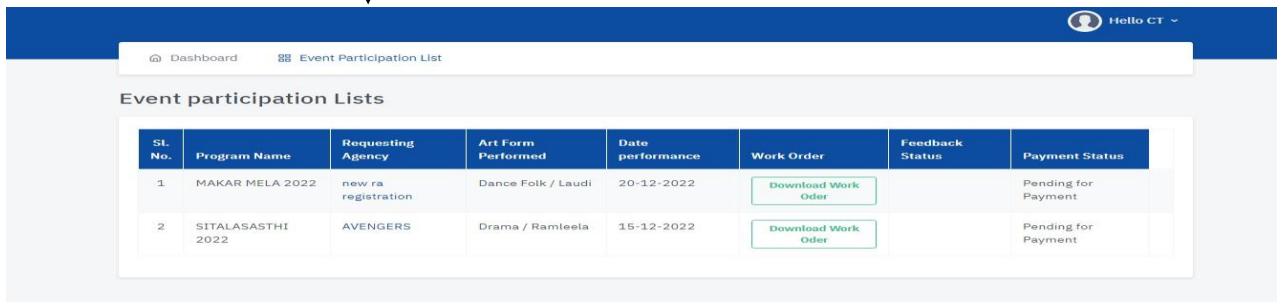 Hello CT
Dashboard Event Participation List
Event participation Lists
SL. No. Program Name Requesting Agency Art Form Performed Date performance Work Order Feedback Status Payment Status
1 MAKAR MELA 2022 new ra registration Dance Folk / Laudi 20-12-2022 Download Work Oder Pending for Payment
2 SITALASASTHI 2022 AVENGERS Drama / Ramleela 15-12-2022 Download Work Oder Pending for Payment